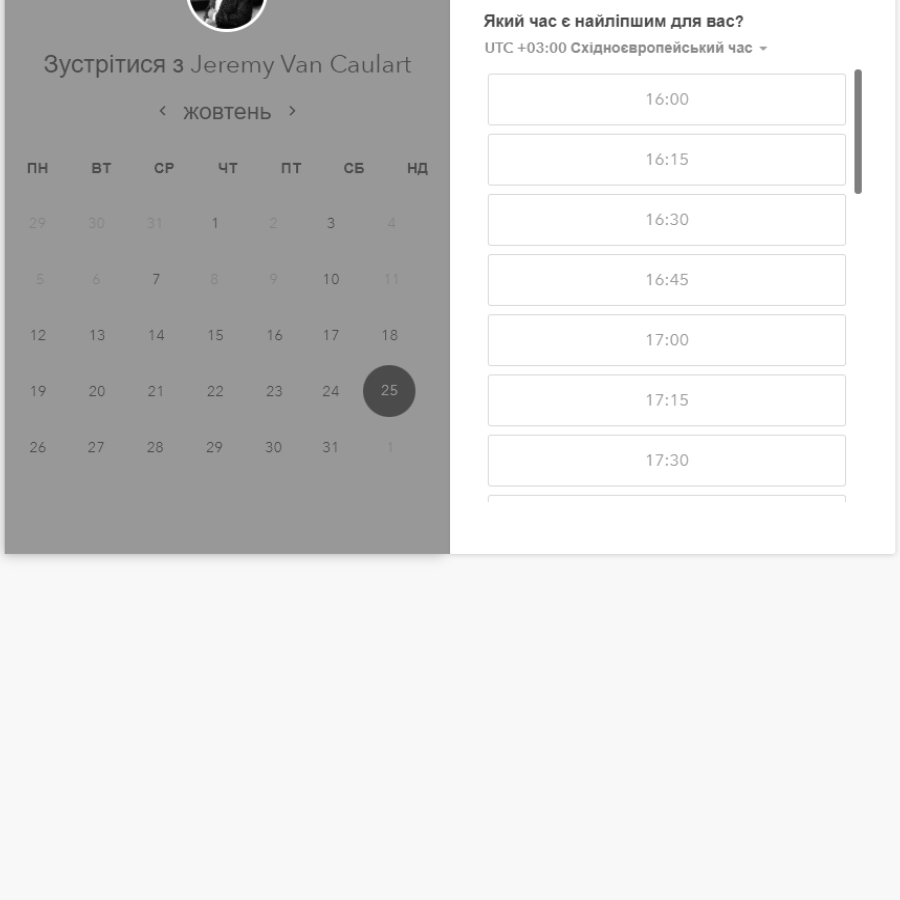 Зустрітися з Jeremy Van Caulart
жовтень
ПН ВТ СР ЧТ ПТ СБ НД
29 30 31 1 2 3 4
5 6 7 8 9 10 11
12 13 14 15 16 17 18
19 20 21 22 23 24 25
26 27 28 29 30 31 1
Який час є найліпшим для вас?
UTC +03:00 Східноєвропейський час
16:00
16:15
16:30
16:45
17:00
17:15
17:30